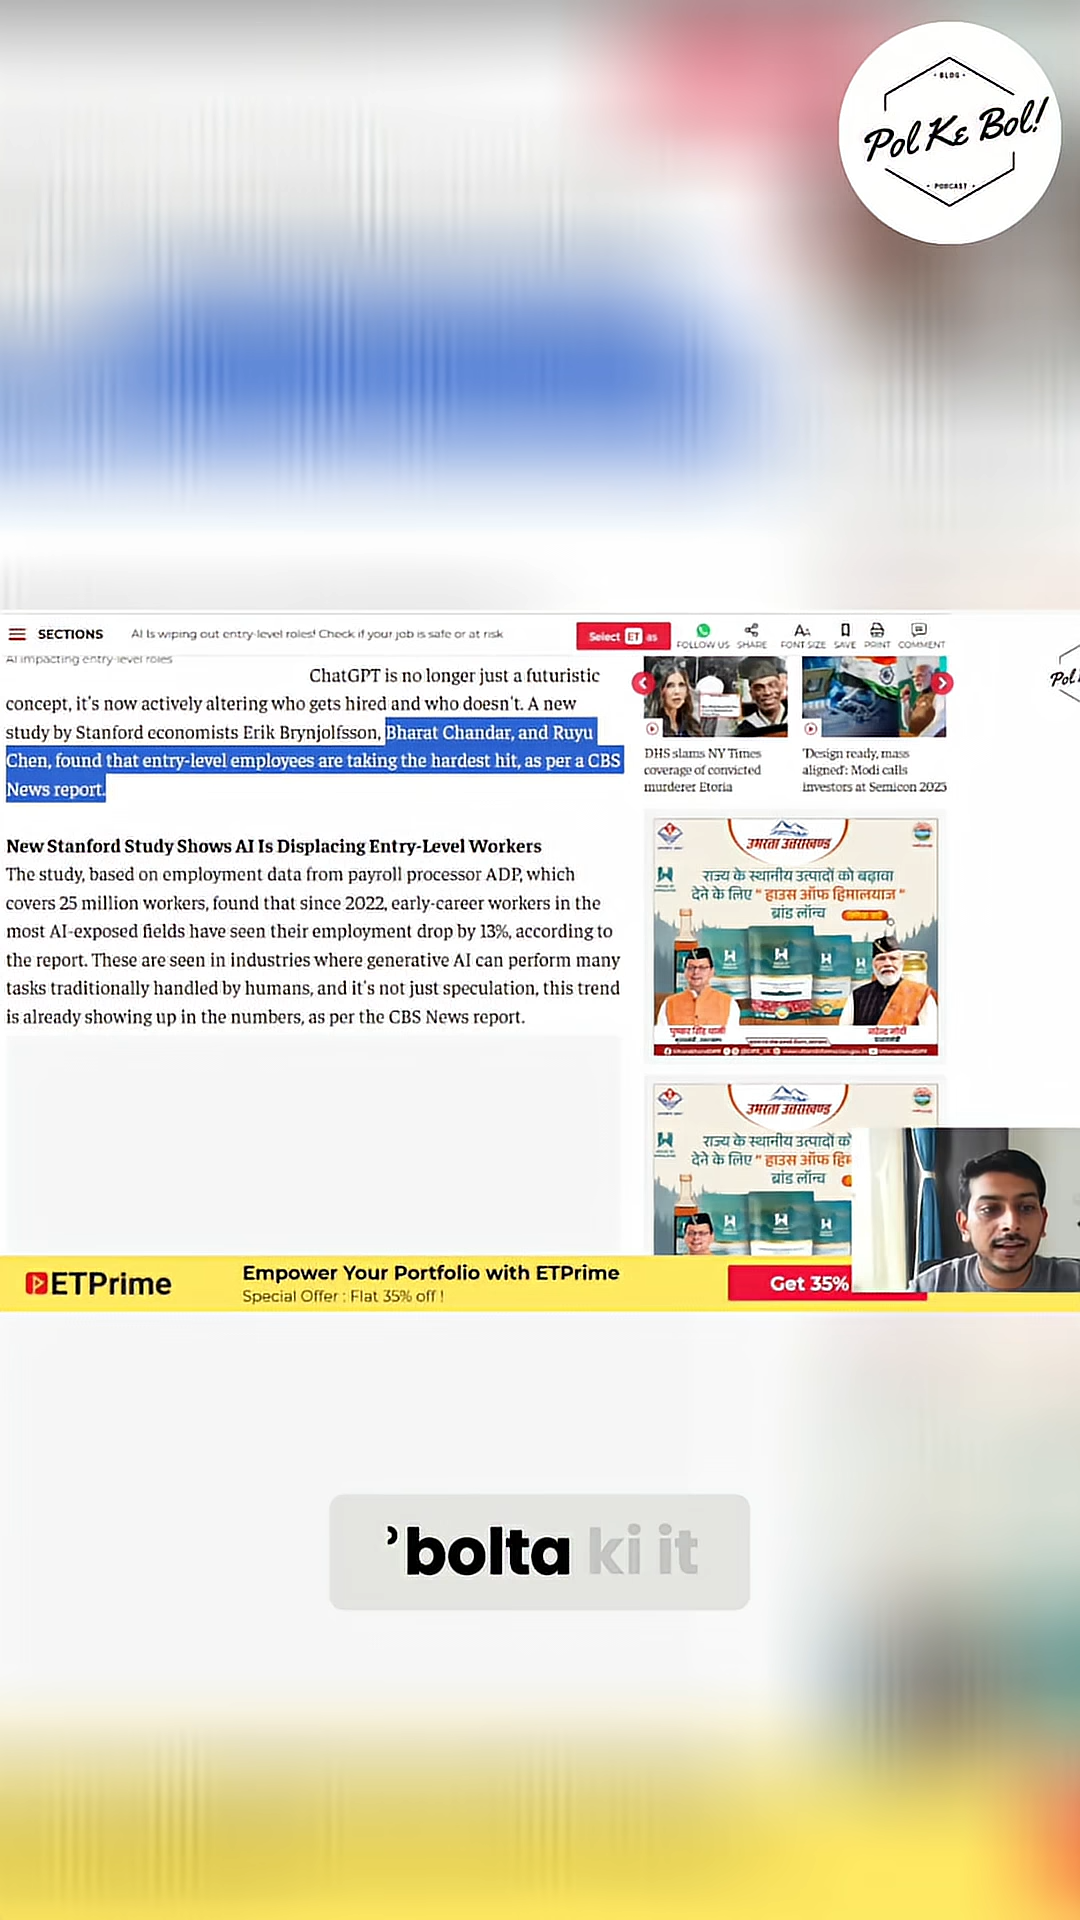 · BLOG ·
Pol Ke Bol!
· PODCAST ·
SECTIONS
AI Is wiping out entry-level roles! Check if your job is safe or at risk
Select ET as
FOLLOW US SHARE FONT SIZE SAVE PRINT COMMENT
AI impacting entry-level roles
ChatGPT is no longer just a futuristic
concept, it's now actively altering who gets hired and who doesn't. A new
study by Stanford economists Erik Brynjolfsson, Bharat Chandar, and Ruyu
Chen, found that entry-level employees are taking the hardest hit, as per a CBS
News report.
New Stanford Study Shows AI Is Displacing Entry-Level Workers
The study, based on employment data from payroll processor ADP, which
covers 25 million workers, found that since 2022, early-career workers in the
most AI-exposed fields have seen their employment drop by 13%, according to
the report. These are seen in industries where generative AI can perform many
tasks traditionally handled by humans, and it's not just speculation, this trend
is already showing up in the numbers, as per the CBS News report.
DHS slams NY Times
coverage of convicted
murderer Etoria
'Design ready, mass
aligned': Modi calls
investors at Semicon 2025
Pol
उभरता उत्तराखण्ड
राज्य के स्थानीय उत्पादों को बढ़ावा
देने के लिए " हाउस ऑफ हिमालयाज "
ब्रांड लॉन्च
पुष्कर सिंह धामी
नरेन्द्र मोदी
उभरता उत्तराखण्ड
राज्य के स्थानीय उत्पादों को
देने के लिए " हाउस ऑफ हिम
ब्रांड लॉन्च
ETPrime
Empower Your Portfolio with ETPrime
Special Offer : Flat 35% off !
Get 35%
’bolta ki it